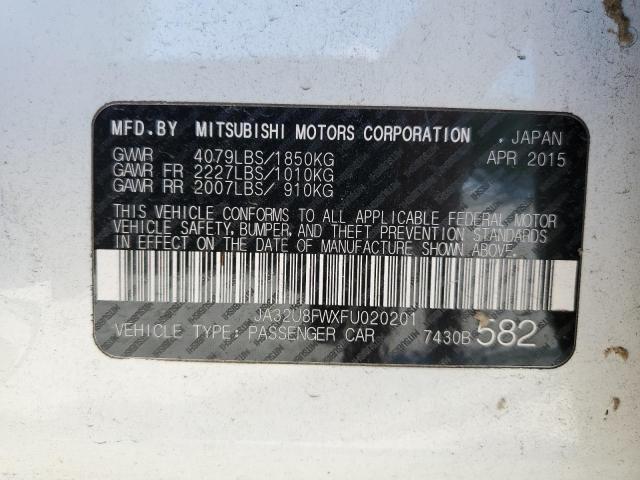 MFD.BY MITSUBISHI MOTORS CORPORATION , JAPAN
GVWR 4079LBS/1850KG APR 2015
GAWR FR 2227LBS/1010KG
GAWR RR 2007LBS/ 910KG
THIS VEHICLE CONFORMS TO ALL APPLICABLE FEDERAL MOTOR
VEHICLE SAFETY, BUMPER, AND THEFT PREVENTION STANDARDS
IN EFFECT ON THE DATE OF MANUFACTURE SHOWN ABOVE.
JA32U8FWXFU020201
VEHICLE TYPE: PASSENGER CAR 7430B 582